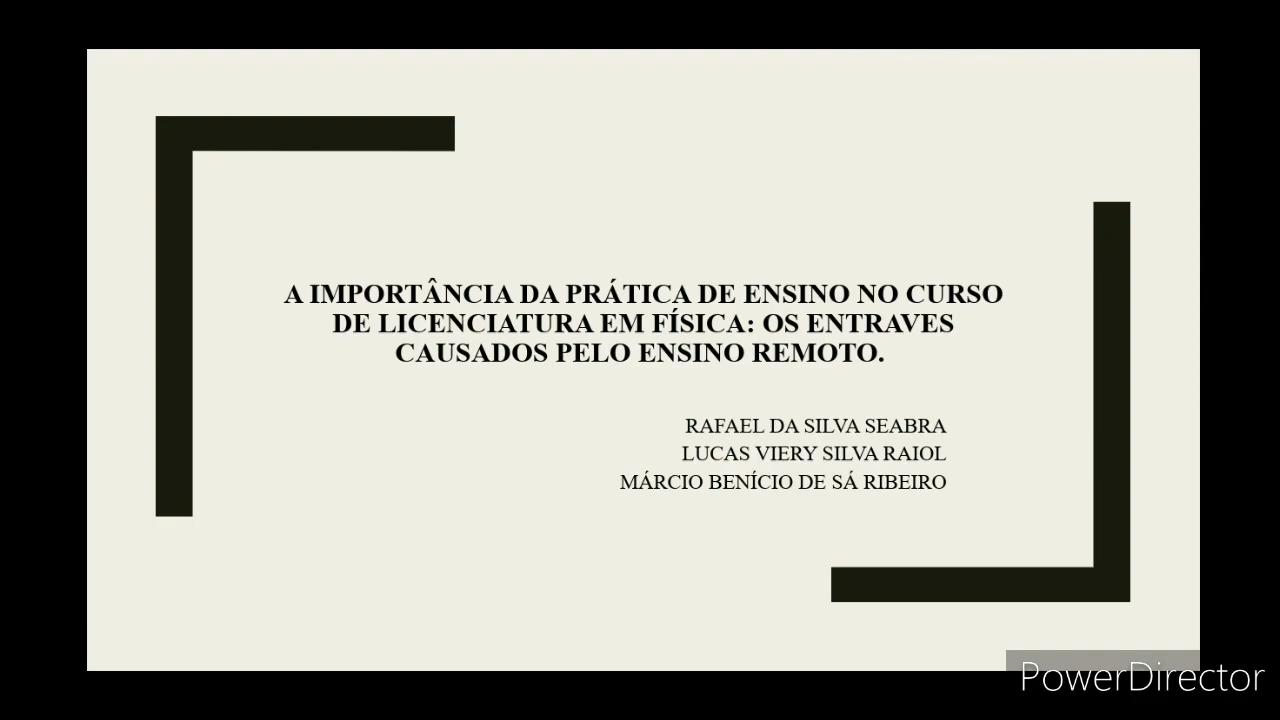 A IMPORTÂNCIA DA PRÁTICA DE ENSINO NO CURSO
DE LICENCIATURA EM FÍSICA: OS ENTRAVES
CAUSADOS PELO ENSINO REMOTO.
RAFAEL DA SILVA SEABRA
LUCAS VIERY SILVA RAIOL
MÁRCIO BENÍCIO DE SÁ RIBEIRO
PowerDirector